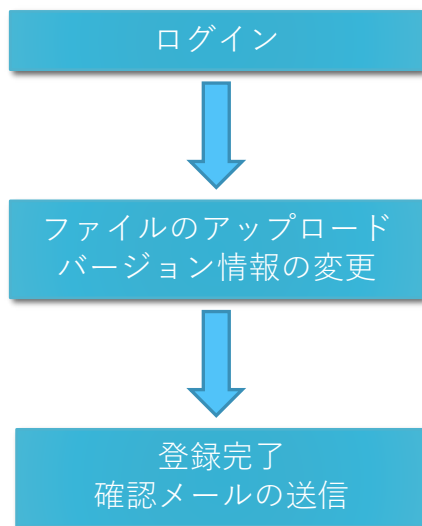 ログイン
ファイルのアップロード
バージョン情報の変更
登録完了
確認メールの送信